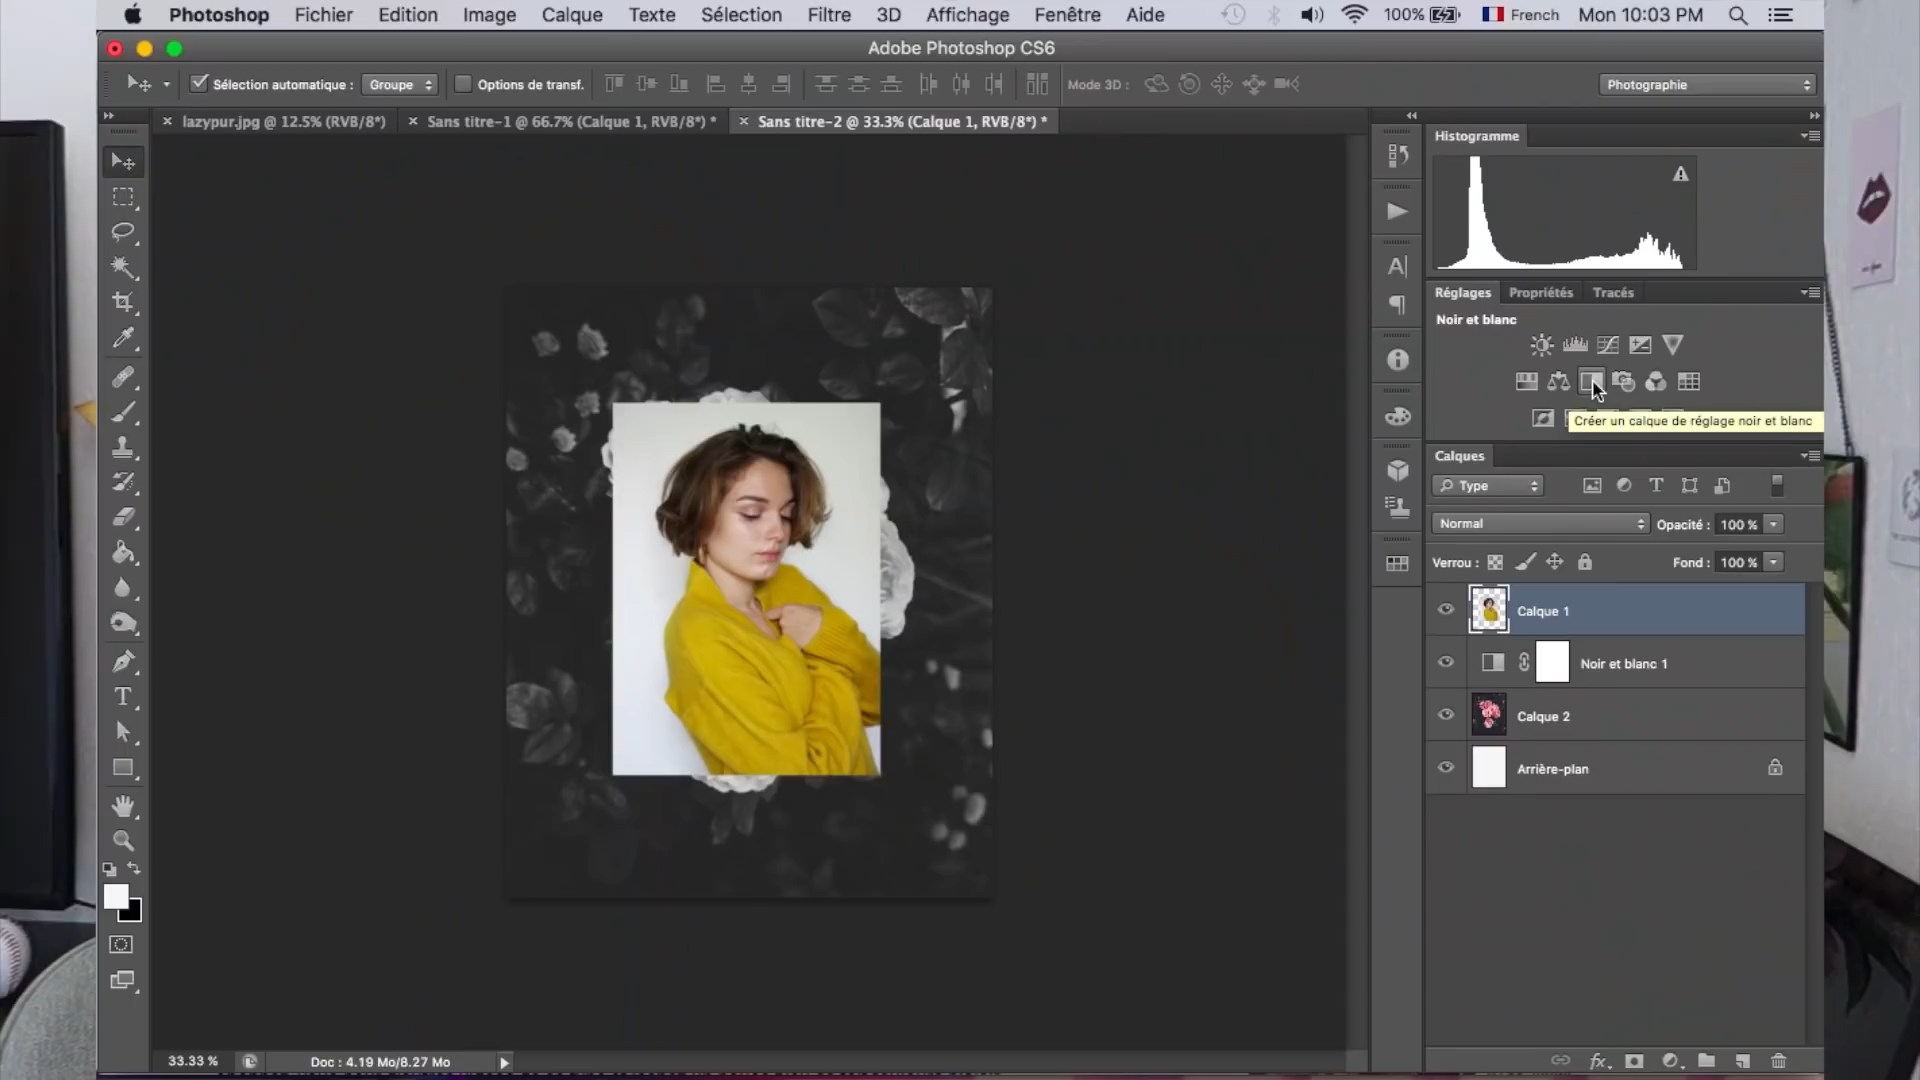 Photoshop Fichier Edition Image Calque Texte Sélection Filtre 3D Affichage Fenêtre Aide 100% French Mon 10:03 PM
Adobe Photoshop CS6
Sélection automatique : Groupe Options de transf. Mode 3D : Photographie
lazypur.jpg @ 12.5% (RVB/8*) Sans titre-1 @ 66.7% (Calque 1, RVB/8*) * Sans titre-2 @ 33.3% (Calque 1, RVB/8*) *
Histogramme
Réglages Propriétés Tracés
Noir et blanc
Créer un calque de réglage noir et blanc
Calques
Type
Normal Opacité : 100 %
Verrou : Fond : 100 %
Calque 1
Noir et blanc 1
Calque 2
Arrière-plan
33.33 % Doc : 4.19 Mo/8.27 Mo